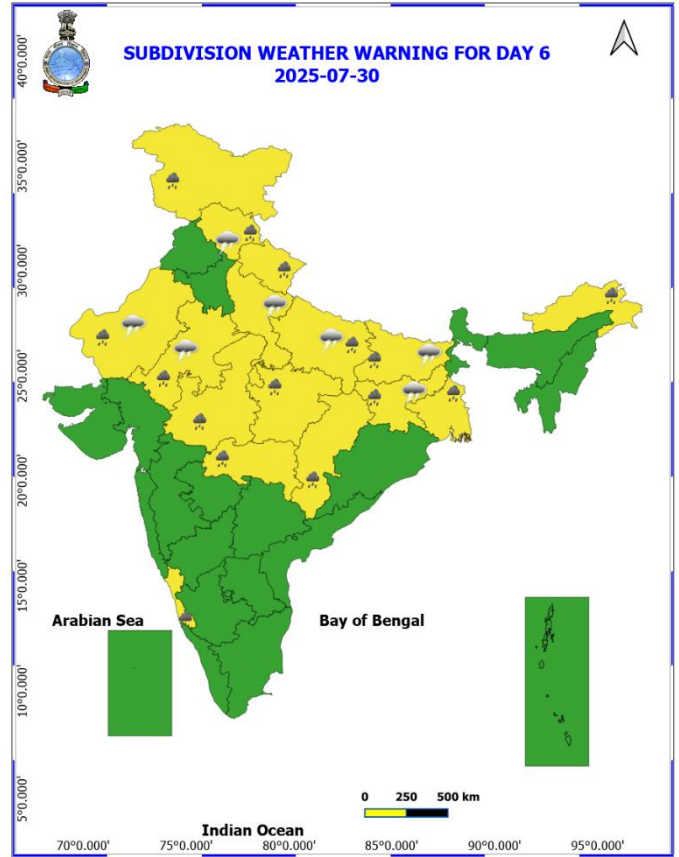 SUBDIVISION WEATHER WARNING FOR DAY 6
2025-07-30
40°0.000'
35°0.000'
30°0.000'
25°0.000'
20°0.000'
15°0.000'
10°0.000'
5°0.000'
Arabian Sea
Bay of Bengal
0 250 500 km
Indian Ocean
70°0.000' 75°0.000' 80°0.000' 85°0.000' 90°0.000' 95°0.000'